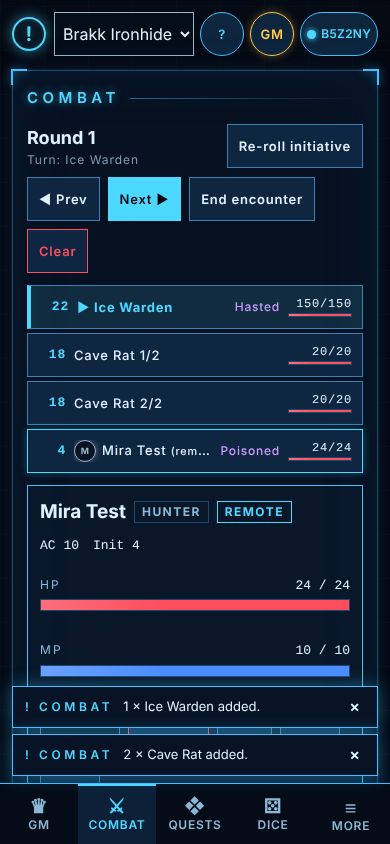 !
Brakk Ironhide
?
GM
B5Z2NY
COMBAT
Round 1
Turn: Ice Warden
Re-roll initiative
◀ Prev
Next ▶
End encounter
Clear
22 ▶ Ice Warden Hasted 150/150
18 Cave Rat 1/2 20/20
18 Cave Rat 2/2 20/20
4 M Mira Test (rem... Poisoned 24/24
Mira Test HUNTER REMOTE
AC 10 Init 4
HP 24 / 24
MP 10 / 10
! COMBAT 1 × Ice Warden added. ×
! COMBAT 2 × Cave Rat added. ×
GM
COMBAT
QUESTS
DICE
MORE